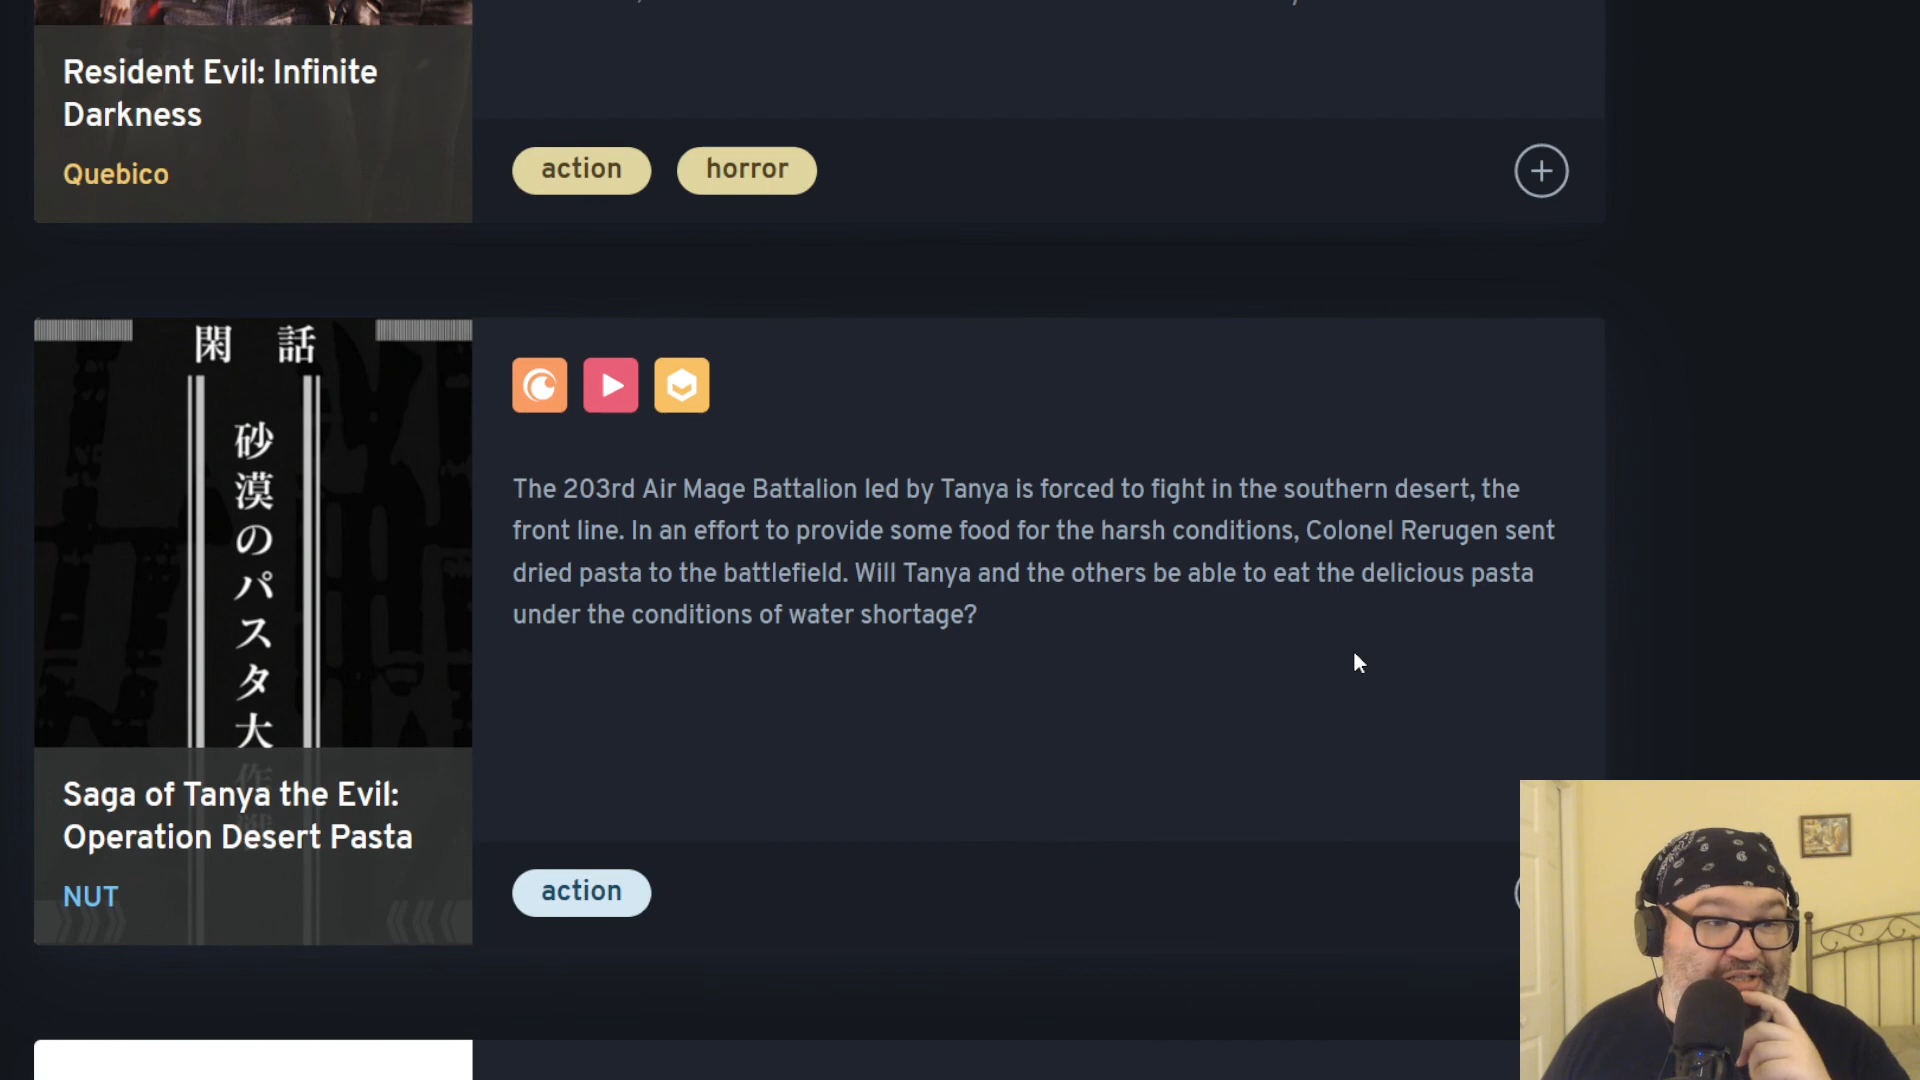 Resident Evil: Infinite
Darkness
Quebico
action
horror
閑話
砂漠のパスタ大作
Saga of Tanya the Evil:
Operation Desert Pasta
NUT
The 203rd Air Mage Battalion led by Tanya is forced to fight in the southern desert, the
front line. In an effort to provide some food for the harsh conditions, Colonel Rerugen sent
dried pasta to the battlefield. Will Tanya and the others be able to eat the delicious pasta
under the conditions of water shortage?
action